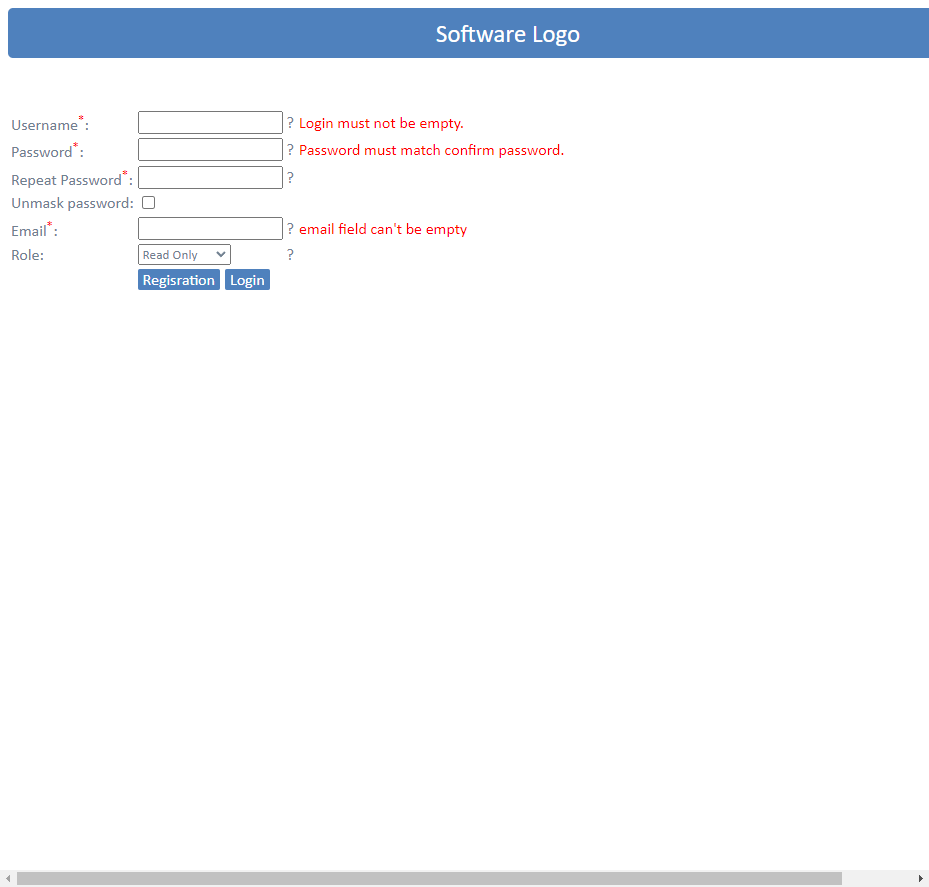 Software Logo
Username*: ? Login must not be empty.
Password*: ? Password must match confirm password.
Repeat Password*: ?
Unmask password:
Email*: ? email field can't be empty
Role: Read Only ?
Regisration Login